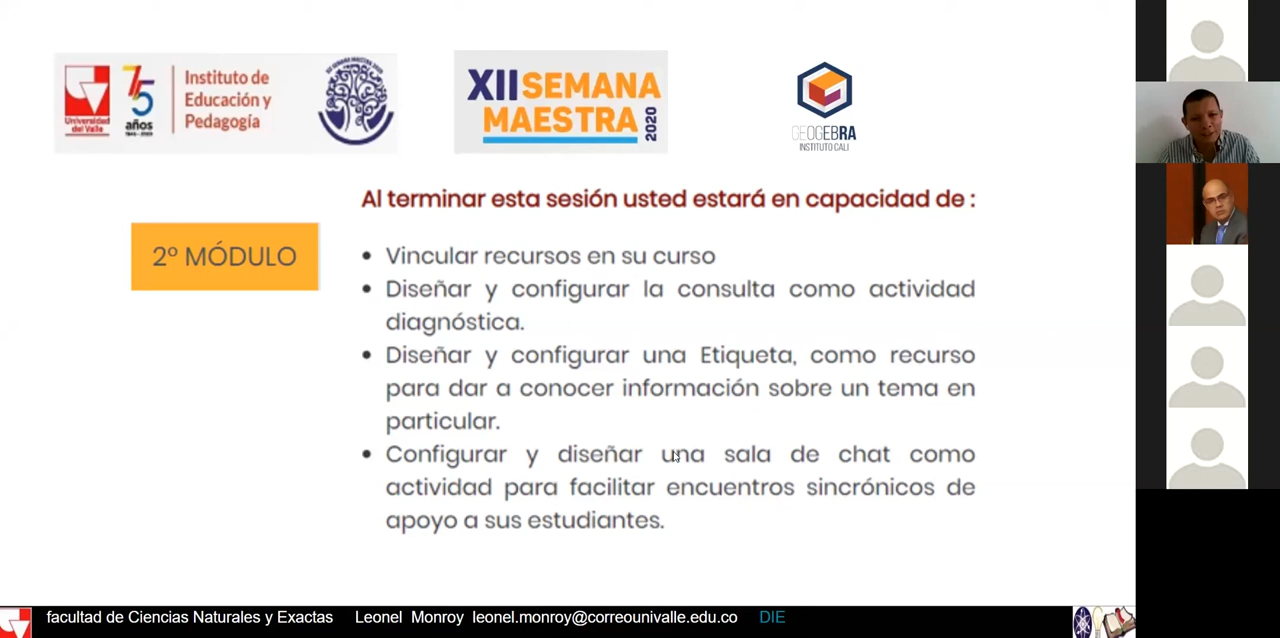 Universidad
del Valle
75
años
1945-2020
Instituto de
Educación y
Pedagogía
XII SEMANA
MAESTRA
2020
GEOGEBRA
INSTITUTO CALI
Al terminar esta sesión usted estará en capacidad de :
2º MÓDULO
• Vincular recursos en su curso
• Diseñar y configurar la consulta como actividad
diagnóstica.
• Diseñar y configurar una Etiqueta, como recurso
para dar a conocer información sobre un tema en
particular.
• Configurar y diseñar una sala de chat como
actividad para facilitar encuentros sincrónicos de
apoyo a sus estudiantes.
facultad de Ciencias Naturales y Exactas Leonel Monroy leonel.monroy@correounivalle.edu.co DIE